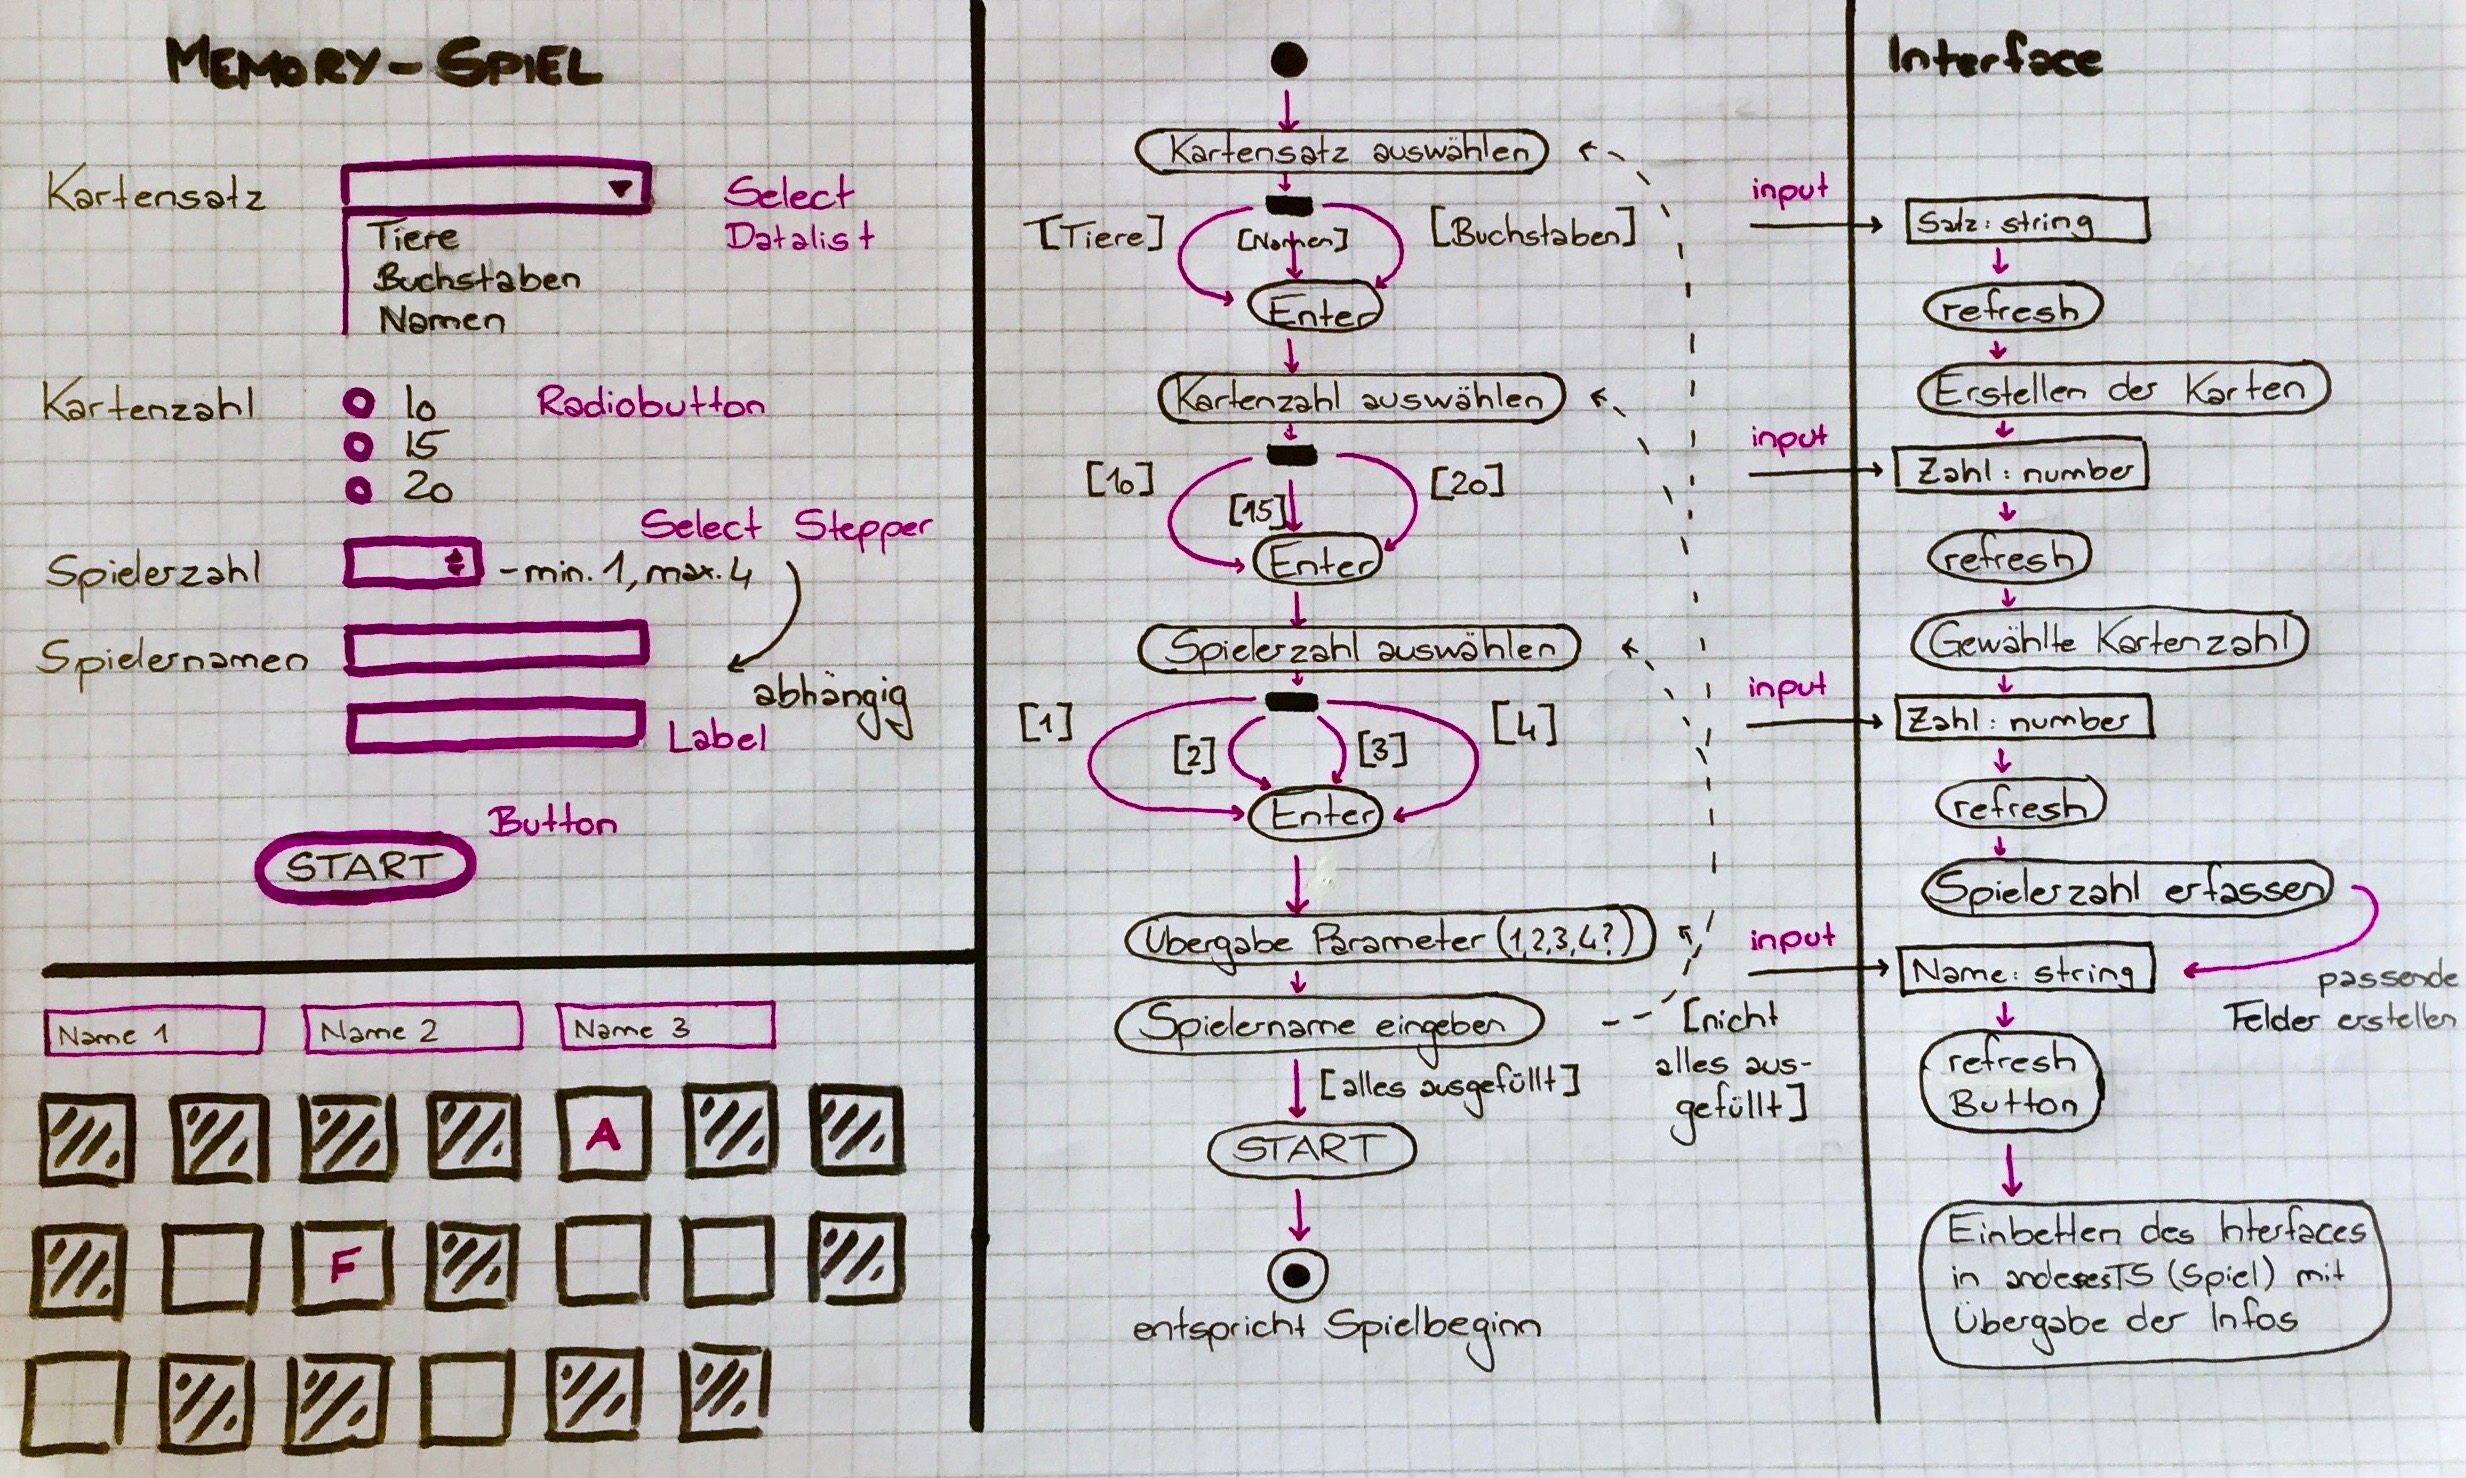 MEMORY-SPIEL
Kartensatz
Select
Datalist
Tiere
Buchstaben
Namen
Kartenzahl
10
15
20
Radiobutton
Select Stepper
Spielerzahl
-min. 1, max. 4
Spielernamen
abhängig
Label
Button
START
Name 1
Name 2
Name 3
A
F
Kartensatz auswählen
[Tiere]
[Namen]
[Buchstaben]
Enter
Kartenzahl auswählen
[10]
[15]
[20]
Enter
Spielerzahl auswählen
[1]
[2]
[3]
[4]
Enter
Übergabe Parameter (1,2,3,4?)
Spielername eingeben
[nicht
alles aus-
gefüllt]
[alles ausgefüllt]
START
entspricht Spielbeginn
Interface
input
Satz: string
refresh
Erstellen der Karten
input
Zahl: number
refresh
Gewählte Kartenzahl
input
Zahl: number
refresh
Spielerzahl erfassen
input
Name: string
passende
Felder erstellen
refresh
Button
Einbetten des Interfaces
in anderes TS (Spiel) mit
Übergabe der Infos